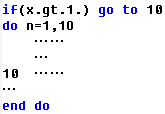 if(x.gt.1.) go to 10
do n=1,10
······
···
10 ······
···
end do